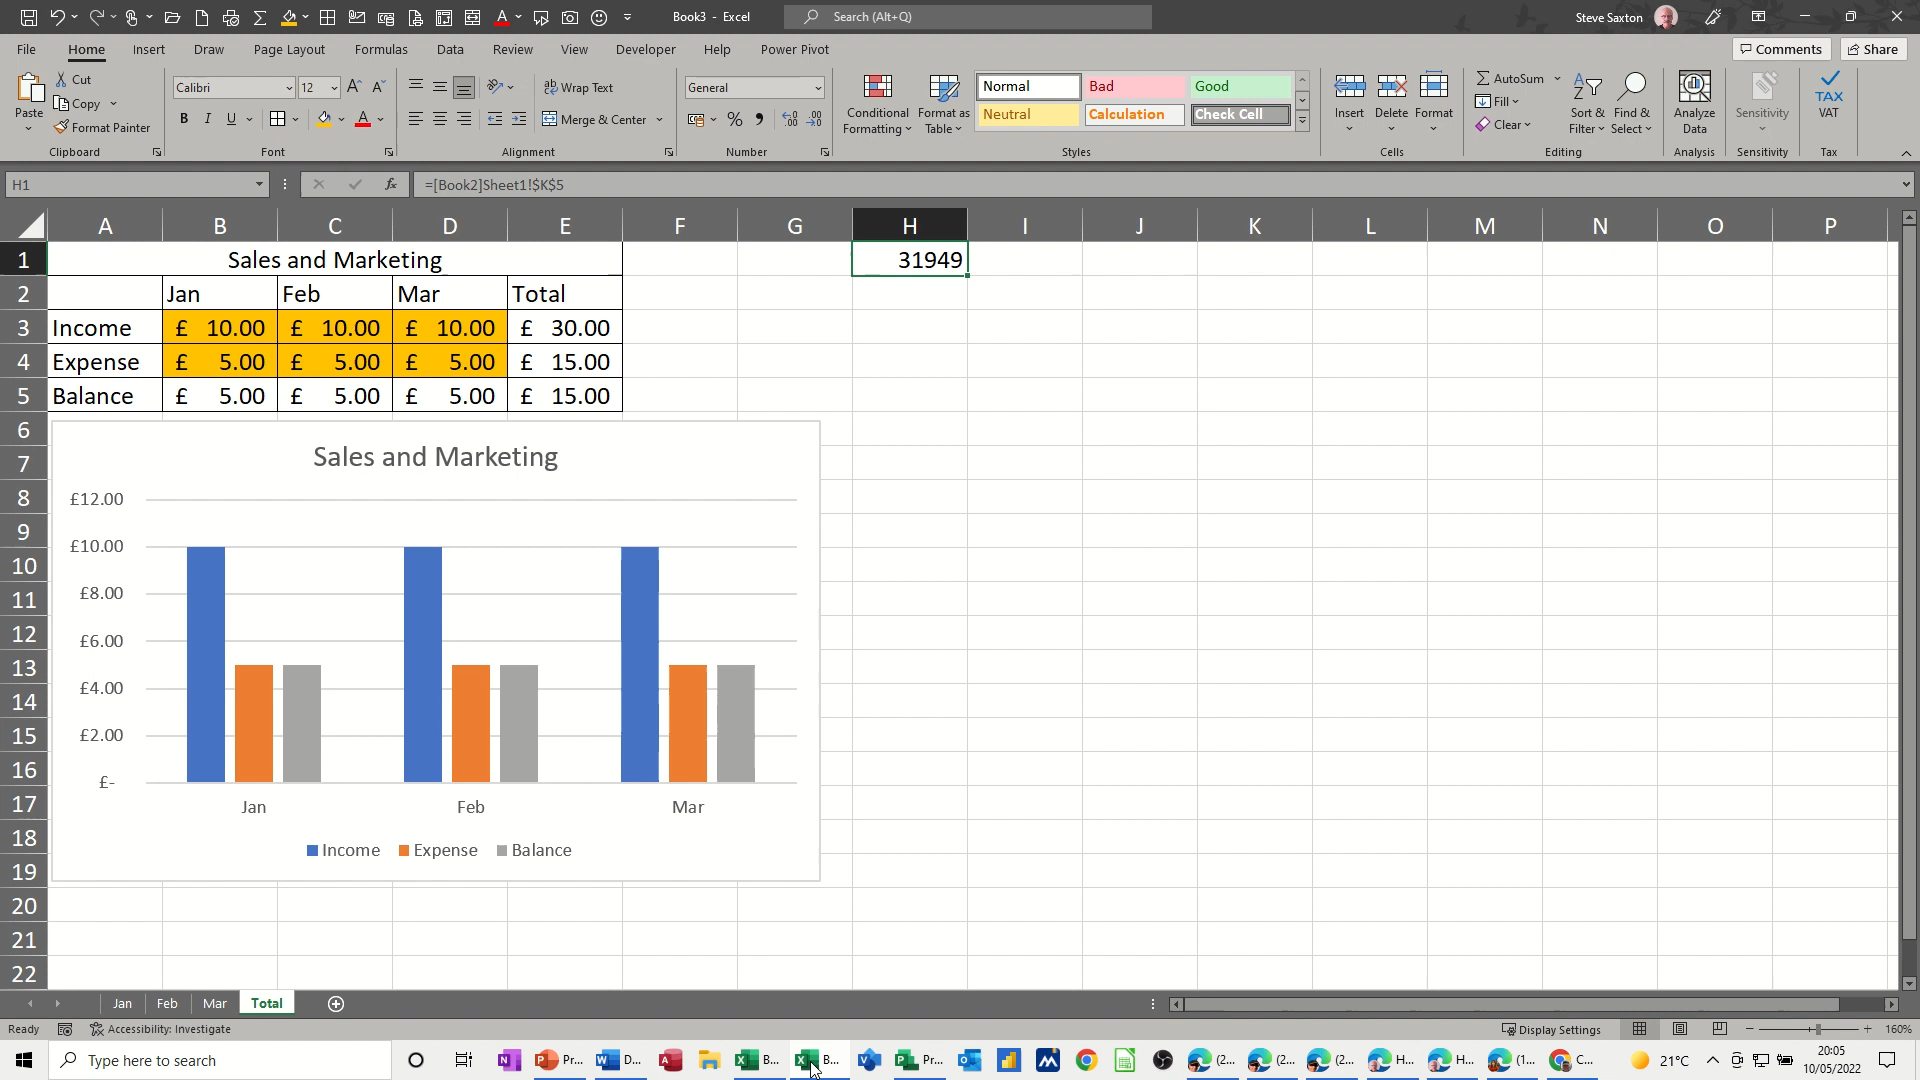 Book3 - Excel
Search (Alt+Q)
Steve Saxton
File Home Insert Draw Page Layout Formulas Data Review View Developer Help Power Pivot
Comments Share
Paste
Cut
Copy
Format Painter
Clipboard
Calibri 12
B I U
Font
Wrap Text
Merge & Center
Alignment
General
Number
Conditional Formatting
Format as Table
Normal Bad Good
Neutral Calculation Check Cell
Styles
Insert Delete Format
Cells
AutoSum
Fill
Clear
Sort & Filter
Find & Select
Editing
Analyze Data
Analysis
Sensitivity
Sensitivity
TAX
VAT
Tax
H1 fx =[Book2]Sheet1!$K$5
A B C D E F G H I J K L M N O P
1 Sales and Marketing 31949
2 Jan Feb Mar Total
3 Income £ 10.00 £ 10.00 £ 10.00 £ 30.00
4 Expense £ 5.00 £ 5.00 £ 5.00 £ 15.00
5 Balance £ 5.00 £ 5.00 £ 5.00 £ 15.00
6
7
8
9
10
11
12
13
14
15
16
17
18
19
20
21
22
Sales and Marketing
£12.00
£10.00
£8.00
£6.00
£4.00
£2.00
£-
Jan Feb Mar
Income Expense Balance
Jan Feb Mar Total
Ready Accessibility: Investigate Display Settings 160%
Type here to search
Pr... D... B... B... Pr... (2... (2... (2... H... H... (1... C...
21°C
20:05
10/05/2022